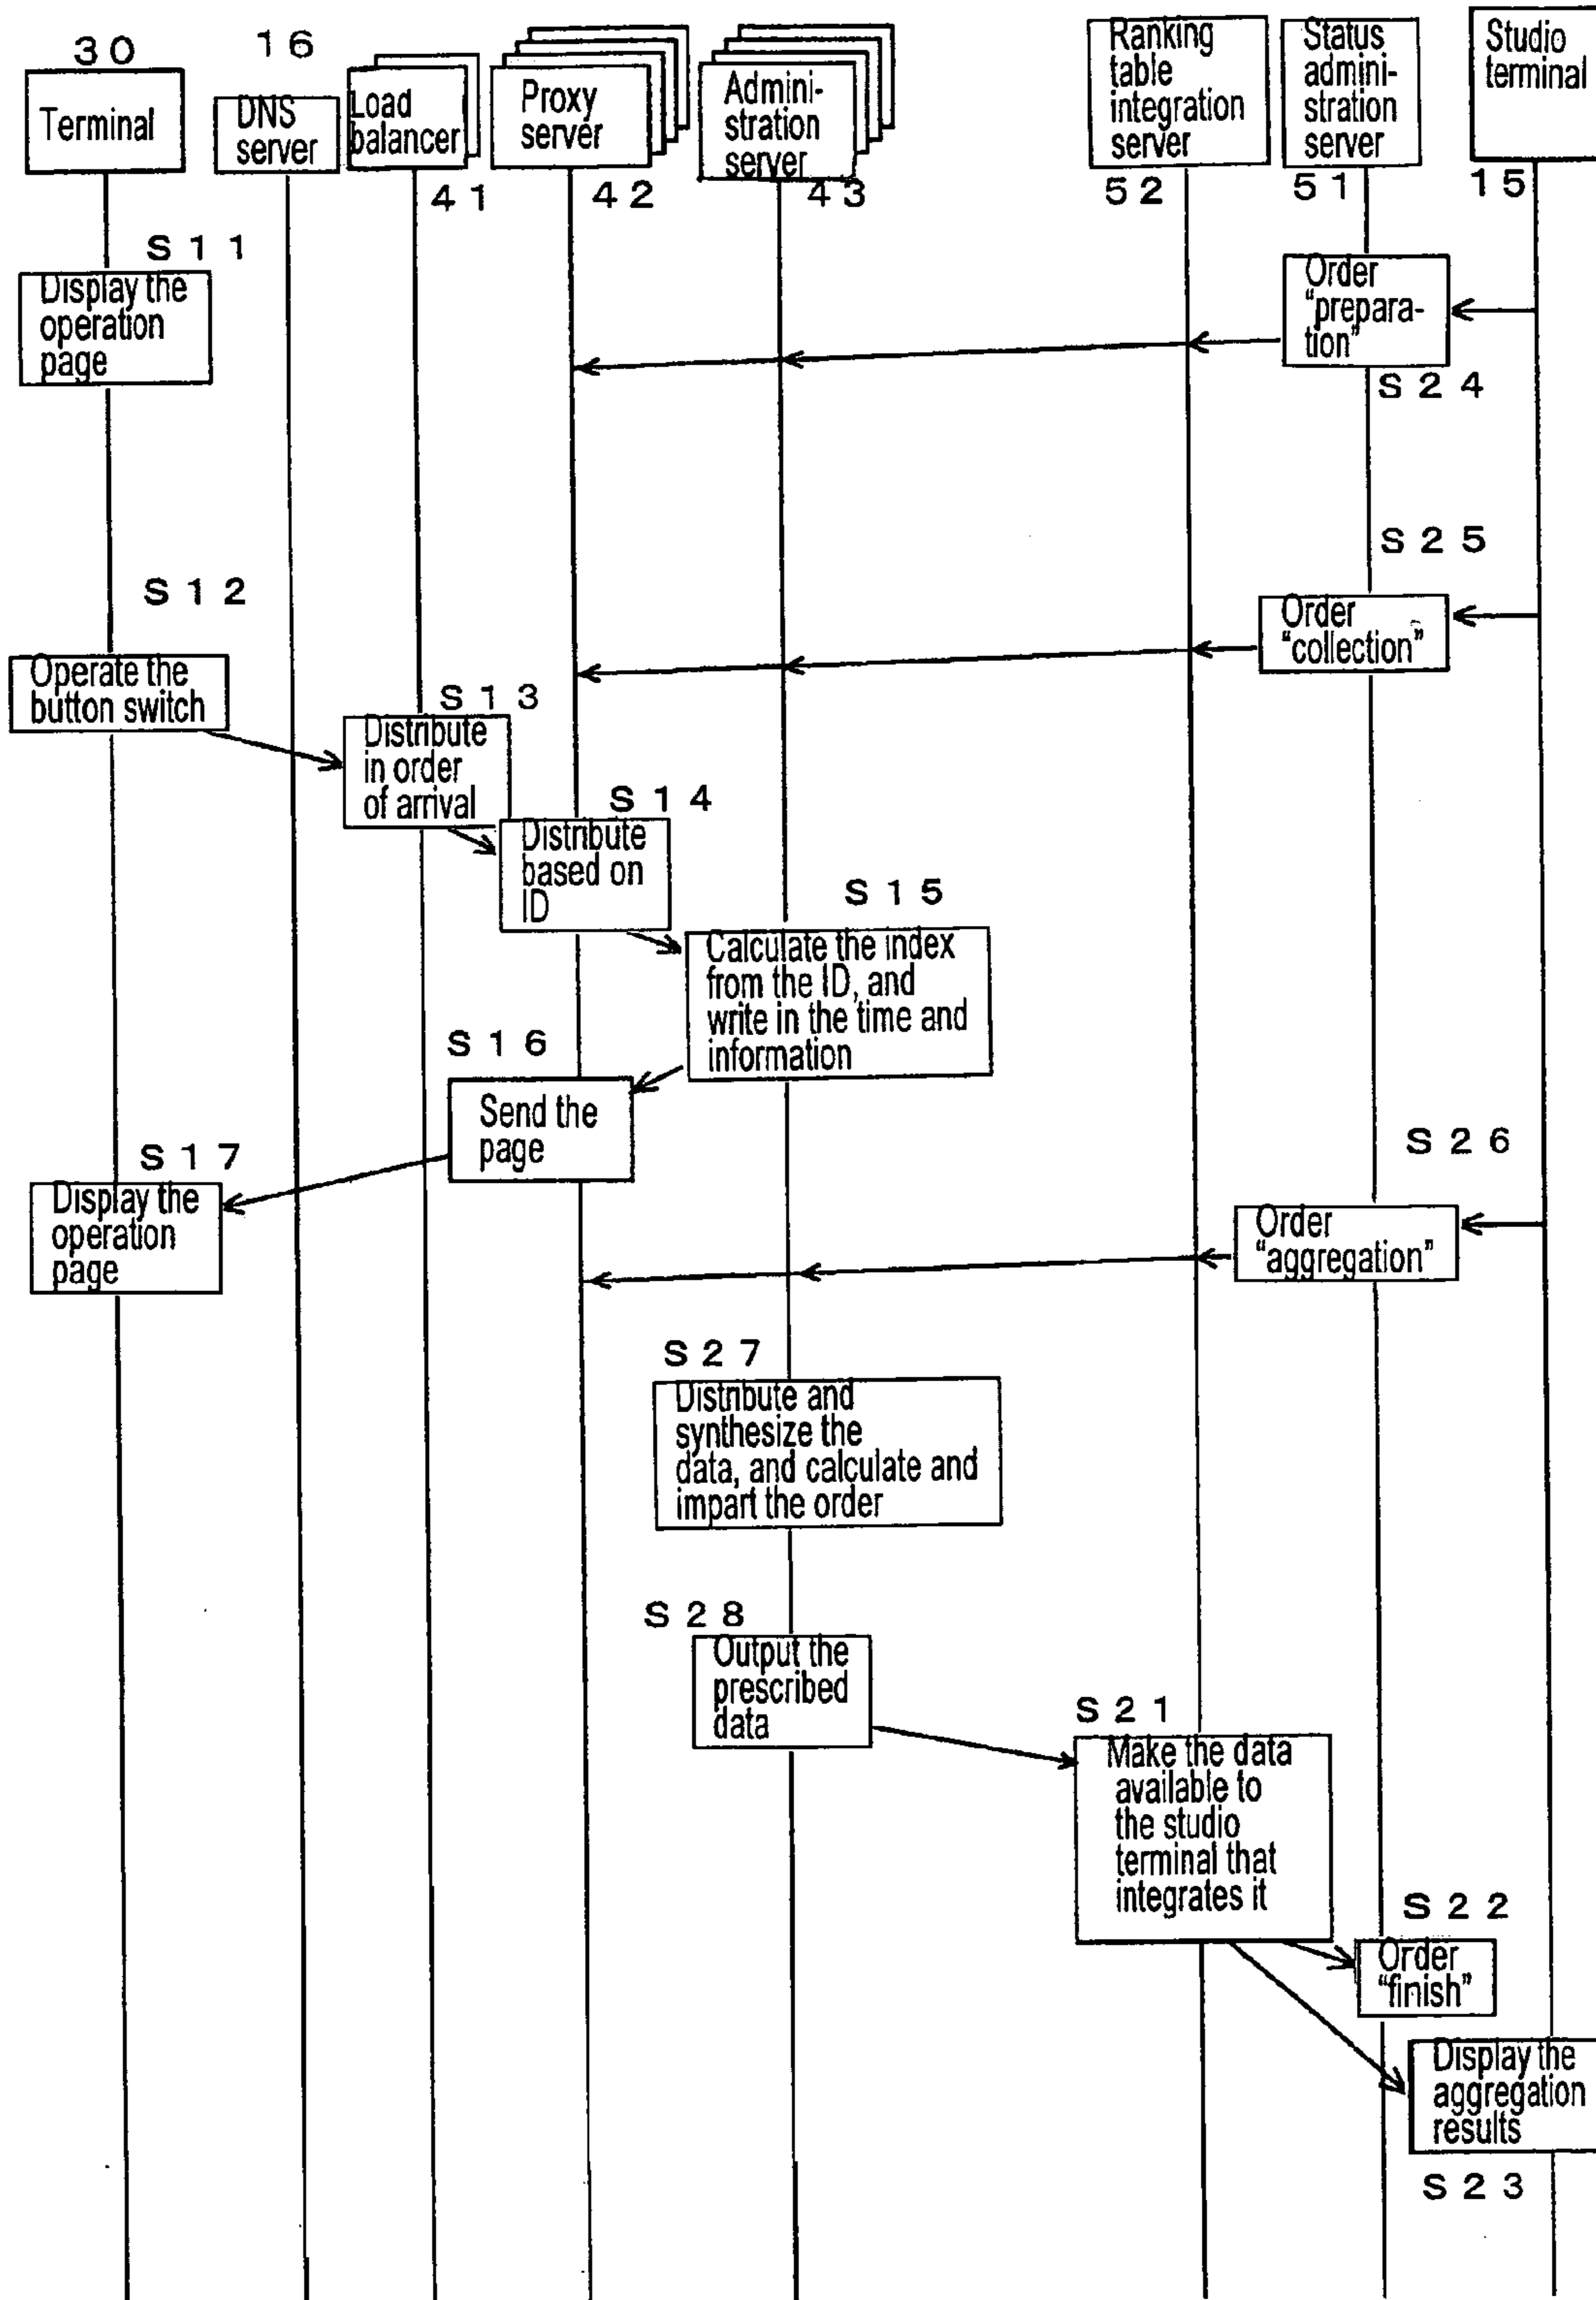 30
Terminal
16
DNS
server
Load
balancer
41
Proxy
server
42
Admini-
stration
server
43
Ranking
table
integration
server
52
Status
admini-
stration
server
51
Studio
terminal
15
S11
Display the
operation
page
Order
“prepara-
tion”
S24
S25
Order
“collection”
S12
Operate the
button switch
S13
Distribute
in order
of arrival
S14
Distribute
based on
ID
S15
Calculate the index
from the ID, and
write in the time and
information
S16
Send the
page
S17
Display the
operation
page
S26
Order
“aggregation”
S27
Distribute and
synthesize the
data, and calculate and
impart the order
S28
Output the
prescribed
data
S21
Make the data
available to
the studio
terminal that
integrates it
S22
Order
“finish”
Display the
aggregation
results
S23